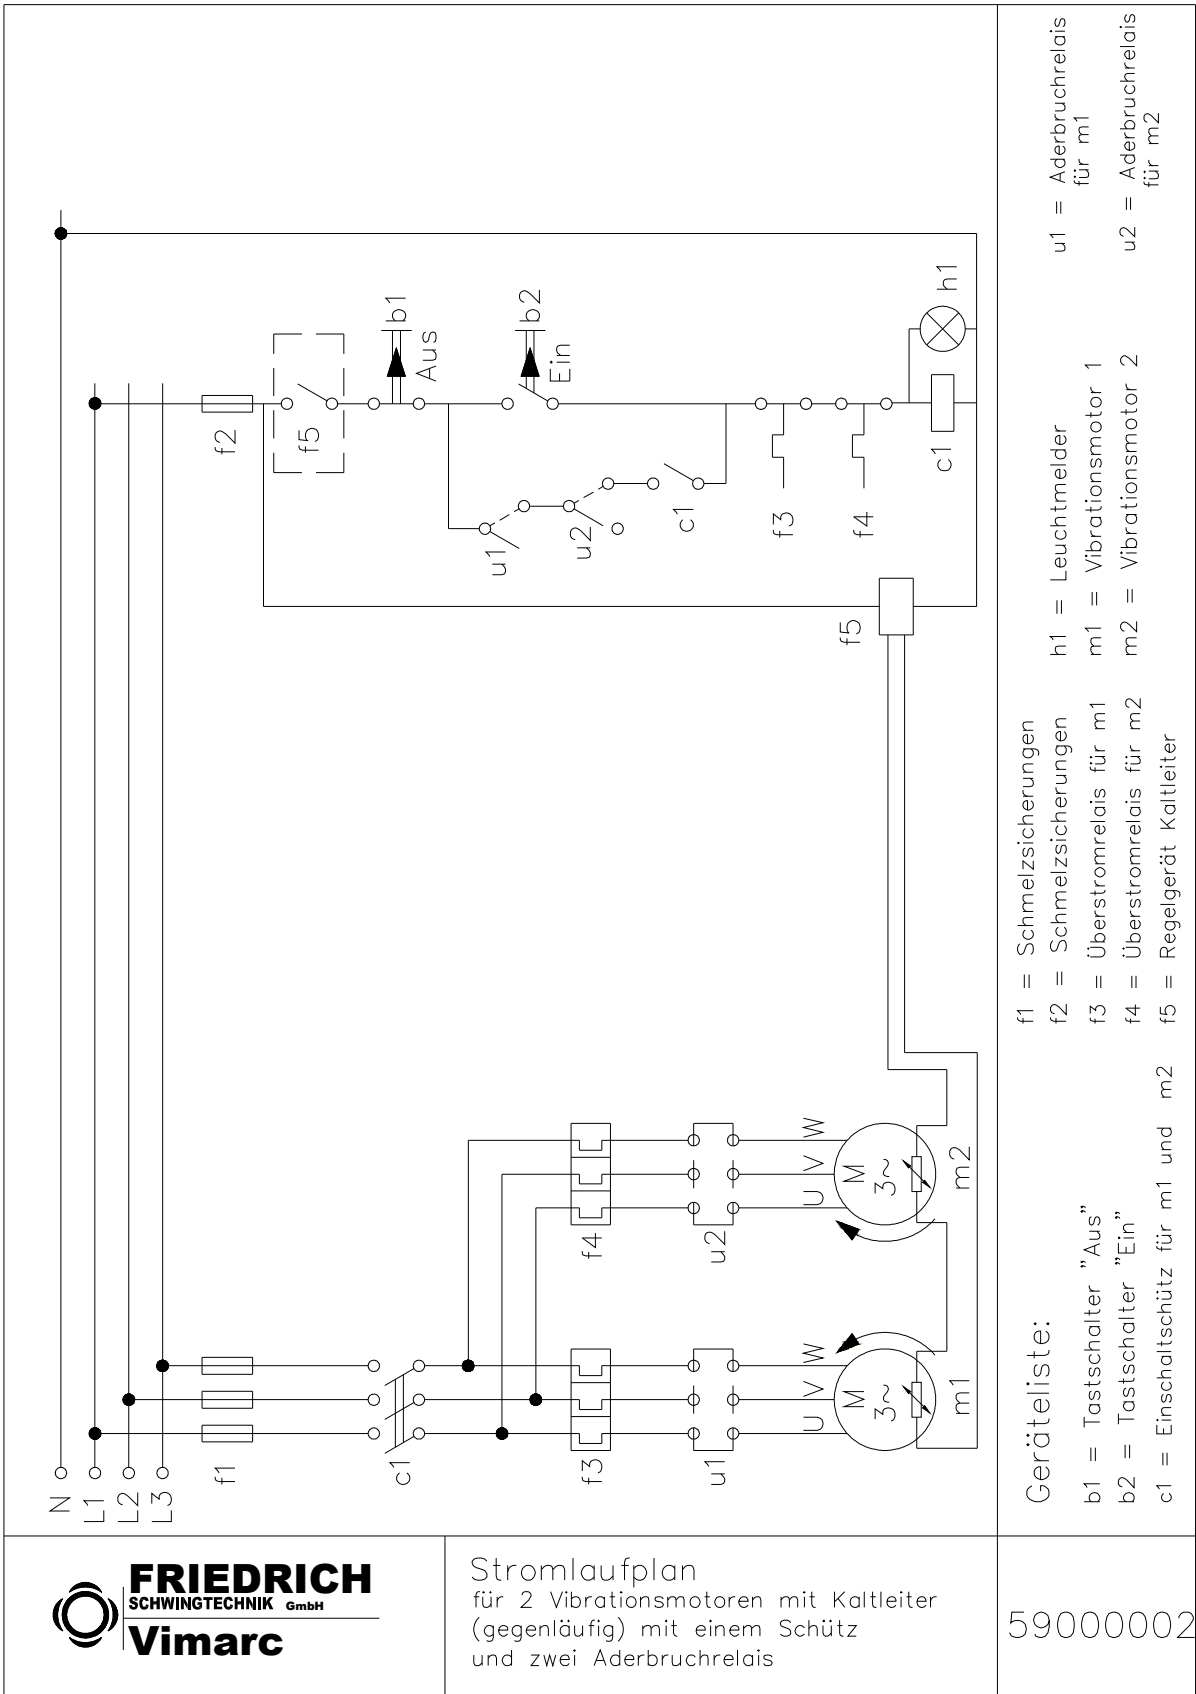 N
L1
L2
L3
f1
c1
f3
u1
U
V
W
M
3~
m1
f4
u2
U
V
W
M
3~
m2
f2
f5
b1
Aus
b2
Ein
u1
u2
c1
f3
f4
c1
h1
f5
Geräteliste:
b1 = Tastschalter "Aus"
b2 = Tastschalter "Ein"
c1 = Einschaltschütz für m1 und m2
f1 = Schmelzsicherungen
f2 = Schmelzsicherungen
f3 = Überstromrelais für m1
f4 = Überstromrelais für m2
f5 = Regelgerät Kaltleiter
h1 = Leuchtmelder
m1 = Vibrationsmotor 1
m2 = Vibrationsmotor 2
u1 = Aderbruchrelais
für m1
u2 = Aderbruchrelais
für m2
FRIEDRICH
SCHWINGTECHNIK GmbH
Vimarc
Stromlaufplan
für 2 Vibrationsmotoren mit Kaltleiter
(gegenläufig) mit einem Schütz
und zwei Aderbruchrelais
59000002